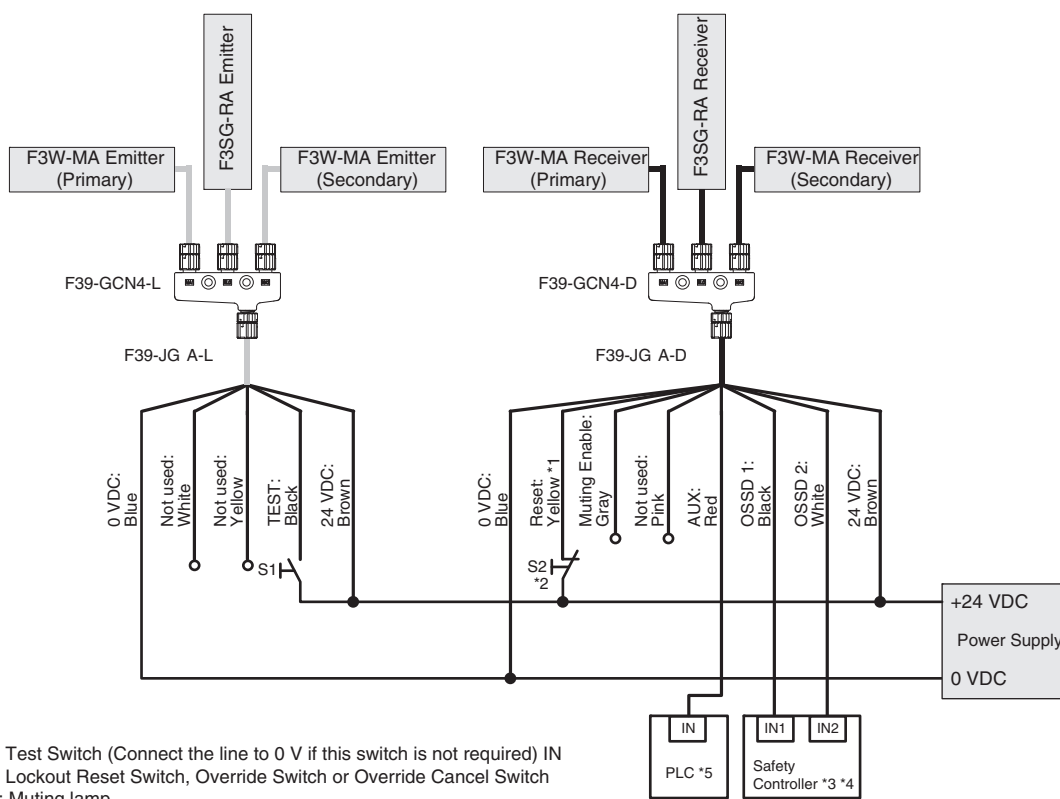 F3SG-RA Emitter
F3SG-RA Receiver
F3W-MA Emitter
(Primary)
F3W-MA Emitter
(Secondary)
F3W-MA Receiver
(Primary)
F3W-MA Receiver
(Secondary)
F39-GCN4-L
F39-GCN4-D
F39-JG A-L
F39-JG A-D
0 VDC:
Blue
Not used:
White
Not used:
Yellow
TEST:
Black
24 VDC:
Brown
0 VDC:
Blue
Reset:
Yellow *1
Muting Enable:
Gray
Not used:
Pink
AUX:
Red
OSSD 1:
Black
OSSD 2:
White
24 VDC:
Brown
S1
S2
*2
+24 VDC
Power Supply
0 VDC
IN
IN1
IN2
PLC *5
Safety
Controller *3 *4
Test Switch (Connect the line to 0 V if this switch is not required) IN
Lockout Reset Switch, Override Switch or Override Cancel Switch
: Muting lamp